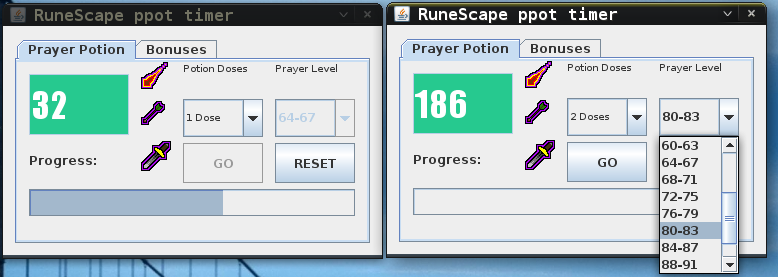 RuneScape ppot timer
Prayer Potion
Bonuses
Potion Doses
Prayer Level
32
1 Dose
64-67
Progress:
GO
RESET
RuneScape ppot timer
Prayer Potion
Bonuses
Potion Doses
Prayer Level
186
2 Doses
80-83
Progress:
GO
60-63
64-67
68-71
72-75
76-79
80-83
84-87
88-91